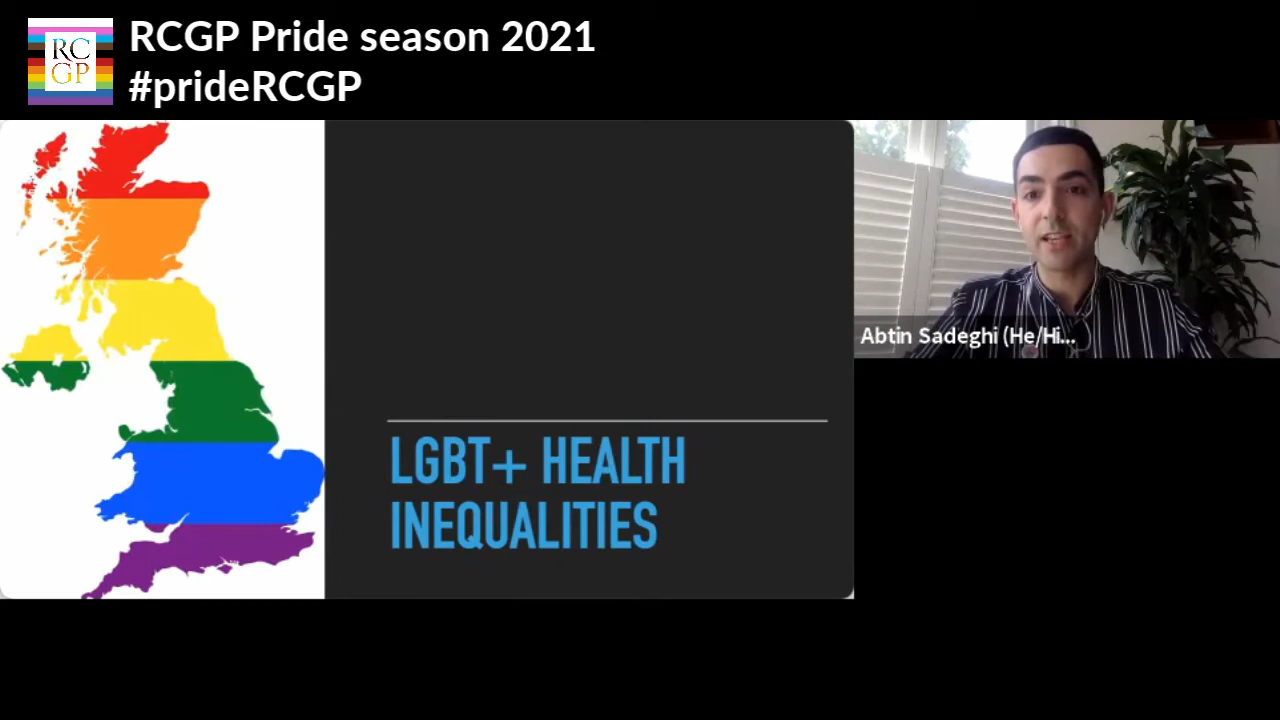 RC
GP
RCGP Pride season 2021
#prideRCGP
LGBT+ HEALTH
INEQUALITIES
Abtin Sadeghi (He/Hi...